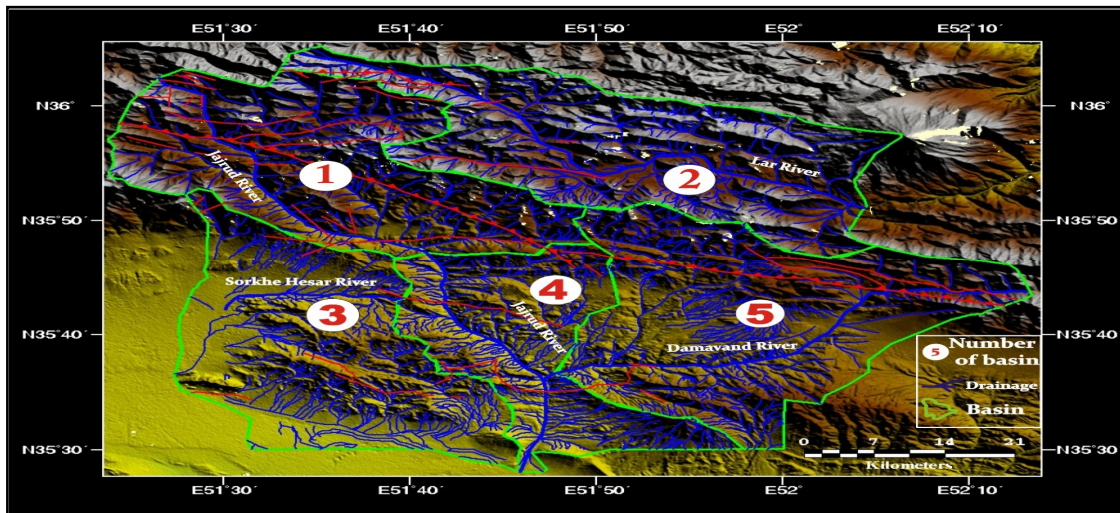 E51°30´ E51°40´ E51°50´ E52° E52°10´
N36° N36°
Jajrud River
1
2
Lar River
N35°50´ N35°50´
Sorkhe Hesar River
3
4
Jajrud River
5
N35°40´ N35°40´
Damavand River
5 Number
of basin
Drainage
Basin
N35°30´ N35°30´
0 7 14 21
Kilometers
E51°30´ E51°40´ E51°50´ E52° E52°10´